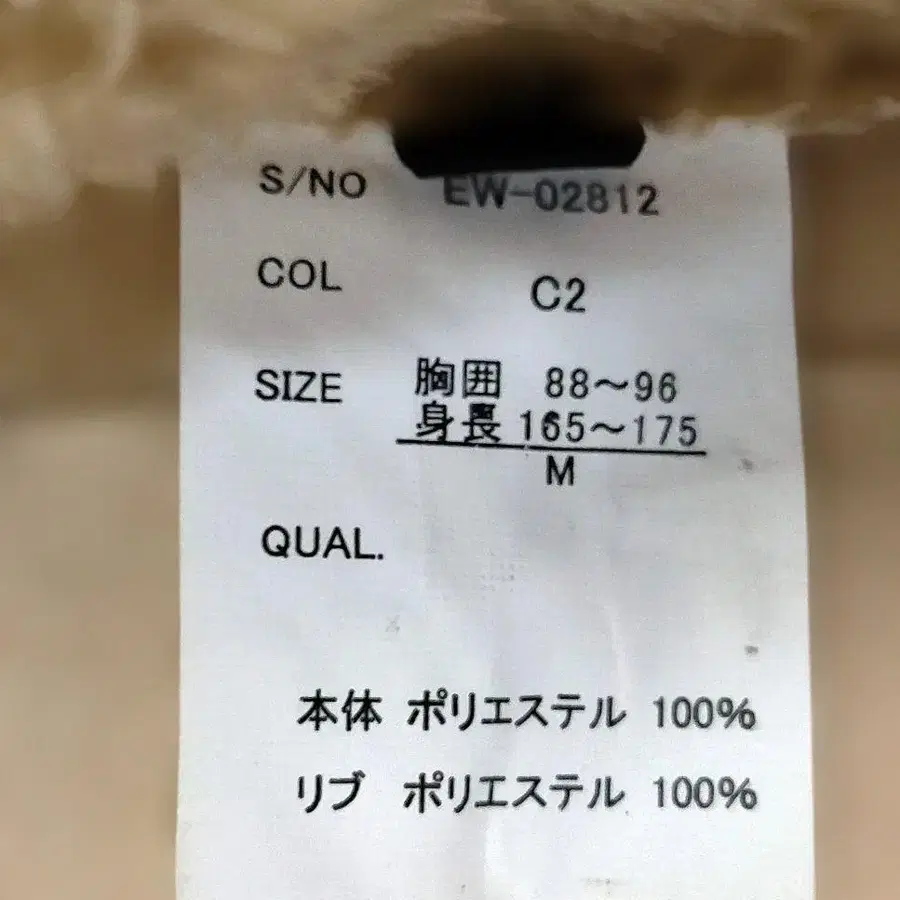 S/NO EW-02812
COL C2
SIZE 胸囲 88～96
身長 165～175
M
QUAL.
本体 ポリエステル 100%
リブ ポリエステル 100%